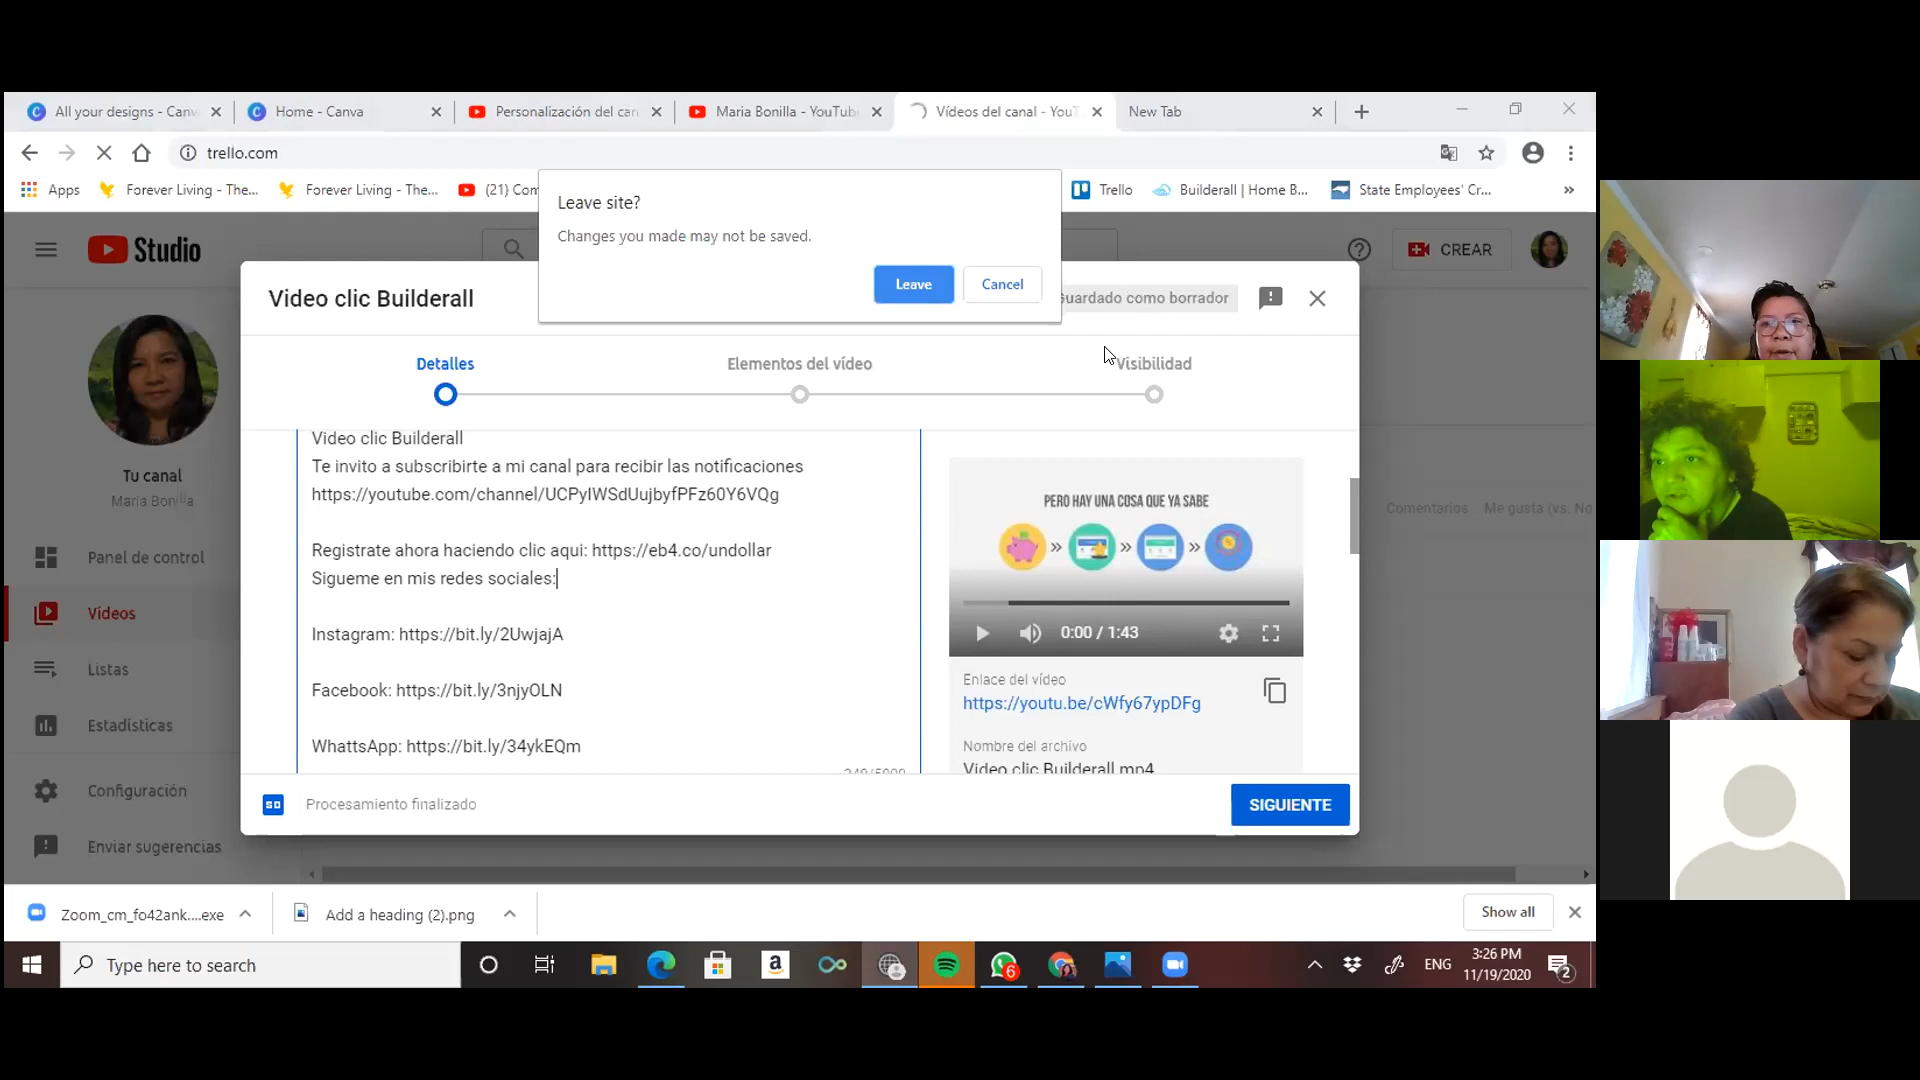 All your designs - Canv
Home - Canva
Personalización del can
Maria Bonilla - YouTub
Vídeos del canal - YouT
New Tab
trello.com
Apps
Forever Living - The...
Forever Living - The...
(21) Com
Trello
Builderall | Home B...
State Employees' Cr...
»
Leave site?
Changes you made may not be saved.
Leave
Cancel
Studio
CREAR
Video clic Builderall
Guardado como borrador
Detalles
Elementos del vídeo
Visibilidad
Tu canal
Maria Bonilla
Panel de control
Vídeos
Listas
Estadísticas
Configuración
Enviar sugerencias
Video clic Builderall
Te invito a subscribirte a mi canal para recibir las notificaciones
https://youtube.com/channel/UCPyIWSdUujbyfPFz60Y6VQg
Registrate ahora haciendo clic aqui: https://eb4.co/undollar
Sigueme en mis redes sociales:
Instagram: https://bit.ly/2UwjajA
Facebook: https://bit.ly/3njyOLN
WhattsApp: https://bit.ly/34ykEQm
PERO HAY UNA COSA QUE YA SABE
0:00 / 1:43
Enlace del vídeo
https://youtu.be/cWfy67ypDFg
Nombre del archivo
Video clic Builderall.mp4
Comentarios
Me gusta (vs. No
SD
Procesamiento finalizado
SIGUIENTE
Zoom_cm_fo42ank....exe
Add a heading (2).png
Show all
Type here to search
6
ENG
3:26 PM
11/19/2020
2